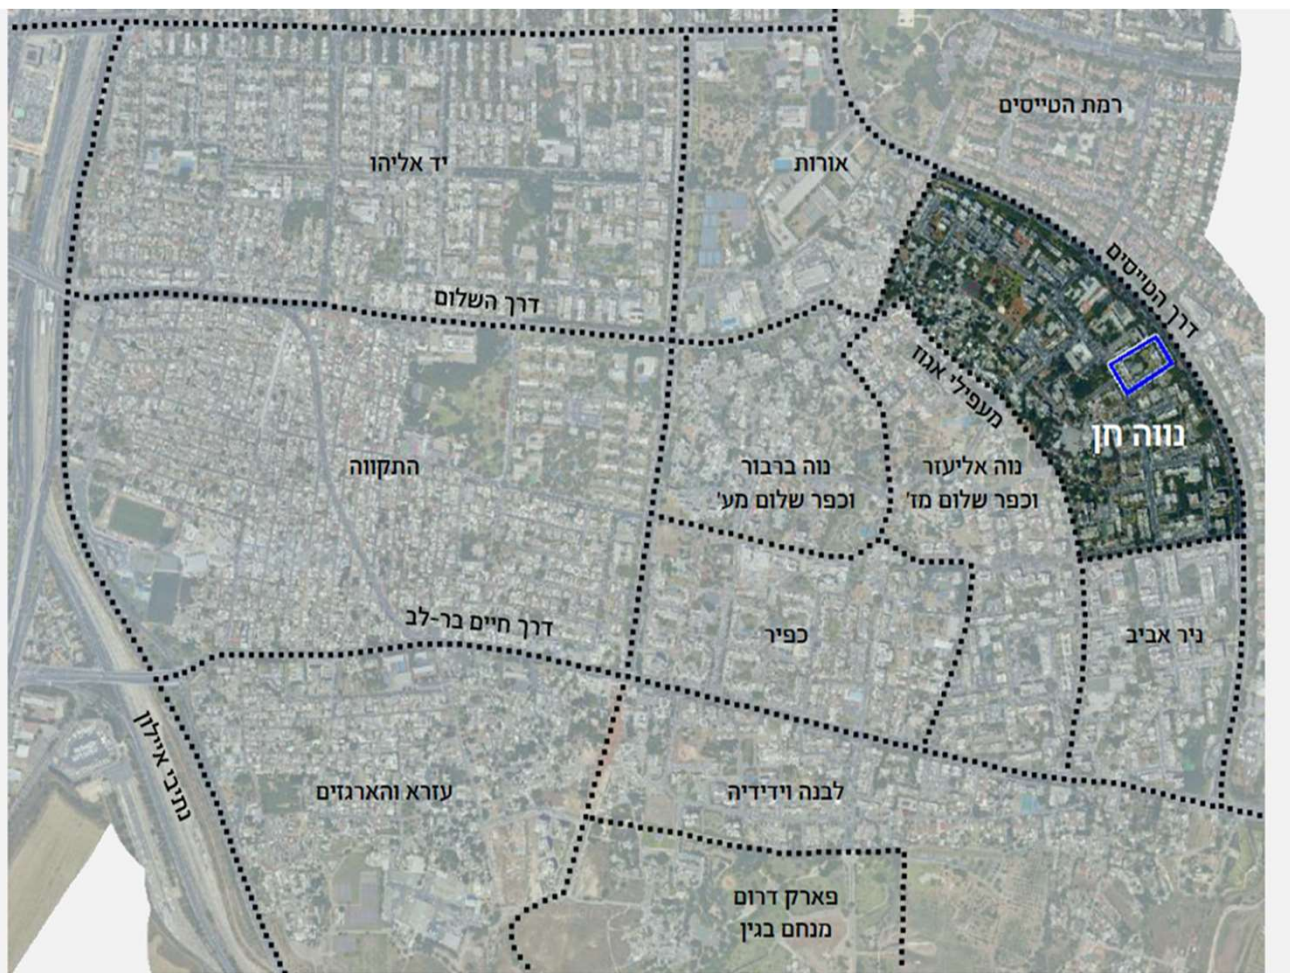 רמת הטייסים
יד אליהו
אורות
דרך הטייסים
דרך השלום
מעפילי אגוז
נווה חן
התקווה
נוה ברבור
וכפר שלום מע'
נוה אליעזר
וכפר שלום מז'
דרך חיים בר-לב
כפיר
ניר אביב
נתיבי איילון
עזרא והארגזים
לבנה וידידיה
פארק דרום
מנחם בגין